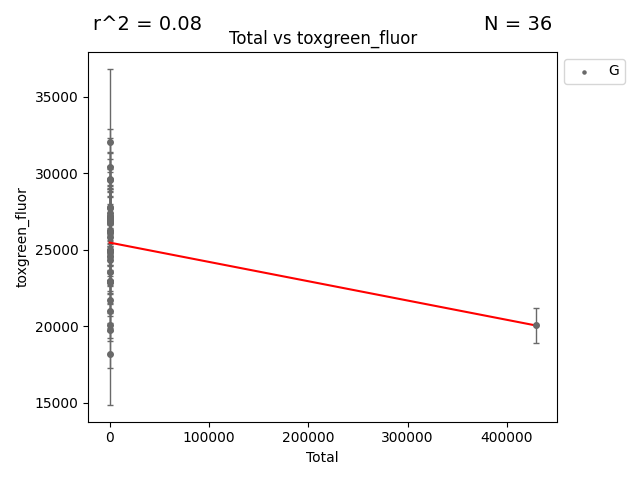 r^2 = 0.08
N = 36
Total vs toxgreen_fluor
G
35000
30000
25000
20000
15000
toxgreen_fluor
0
100000
200000
300000
400000
Total